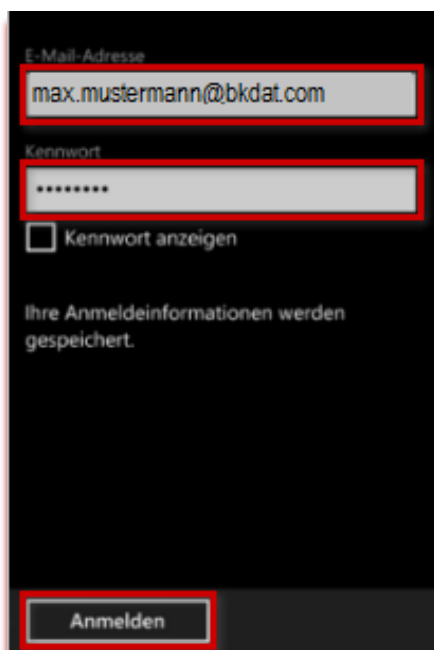 E-Mail-Adresse
max.mustermann@bkdat.com
Kennwort
••••••••
Kennwort anzeigen
Ihre Anmeldeinformationen werden
gespeichert.
Anmelden